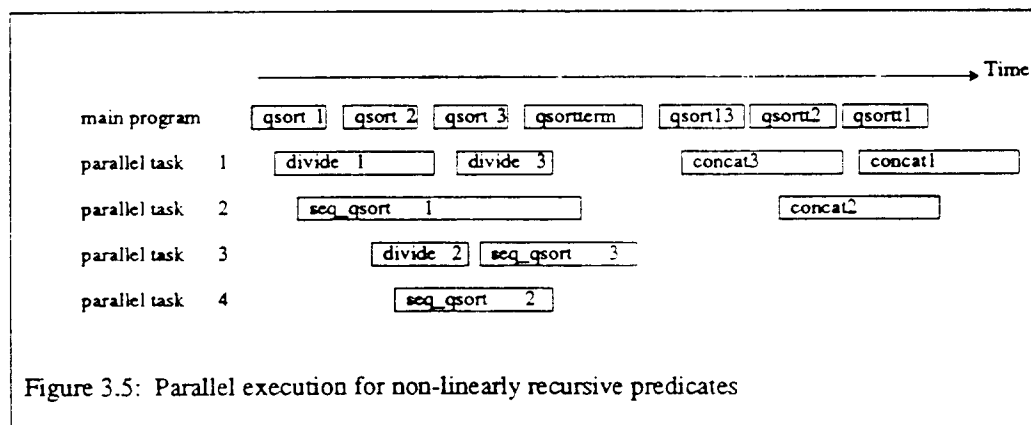 Time
main program qsort 1 qsort 2 qsort 3 qsortterm qsort13 qsortt2 qsortt1
parallel task 1 divide 1 divide 3 concat3 concat1
parallel task 2 seq_qsort 1 concat2
parallel task 3 divide 2 seq_qsort 3
parallel task 4 seq_qsort 2
Figure 3.5: Parallel execution for non-linearly recursive predicates